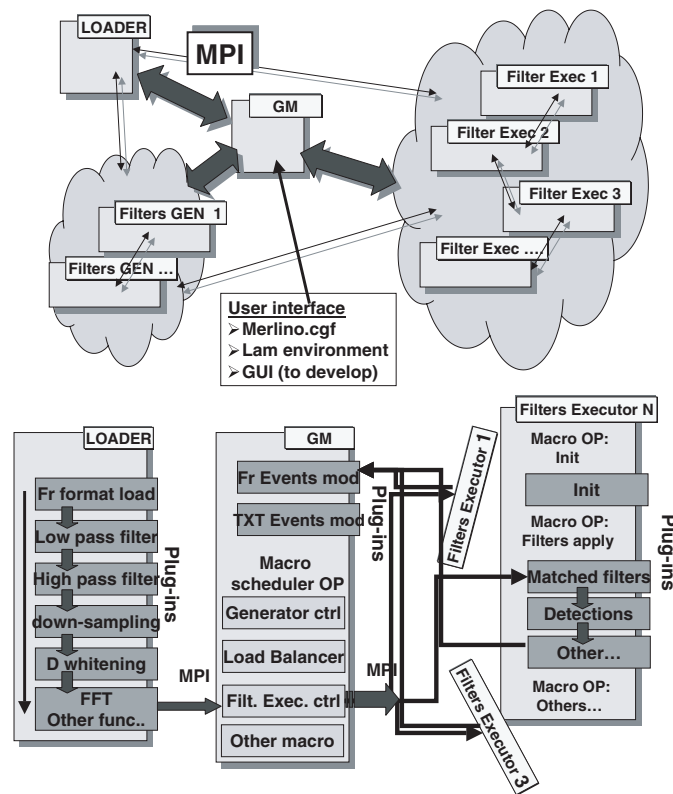 LOADER
MPI
GM
Filter Exec 1
Filter Exec 2
Filter Exec 3
Filter Exec ....
Filters GEN 1
Filters GEN ...
User interface
➢ Merlino.cgf
➢ Lam environment
➢ GUI (to develop)
LOADER
Fr format load
Low pass filter
High pass filter
down-sampling
D whitening
FFT
Other func..
Plug-ins
MPI
GM
Fr Events mod
TXT Events mod
Plug-ins
Macro
scheduler OP
Generator ctrl
Load Balancer
Filt. Exec. ctrl
Other macro
MPI
Filters Executor 1
Filters Executor 3
Filters Executor N
Macro OP:
Init
Init
Macro OP:
Filters apply
Plug-ins
Matched filters
Detections
Other...
Macro OP:
Others...